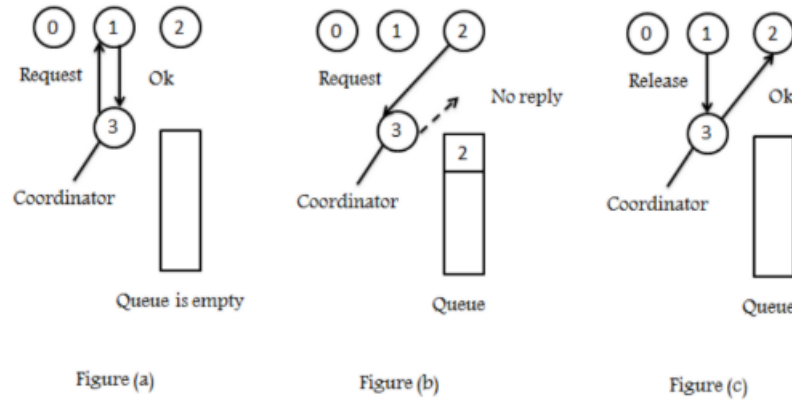 0 1 2
Request Ok
3
Coordinator
Queue is empty
Figure (a)
0 1 2
Request
No reply
3
2
Coordinator
Queue
Figure (b)
0 1 2
Release
Ok
3
Coordinator
Queue
Figure (c)